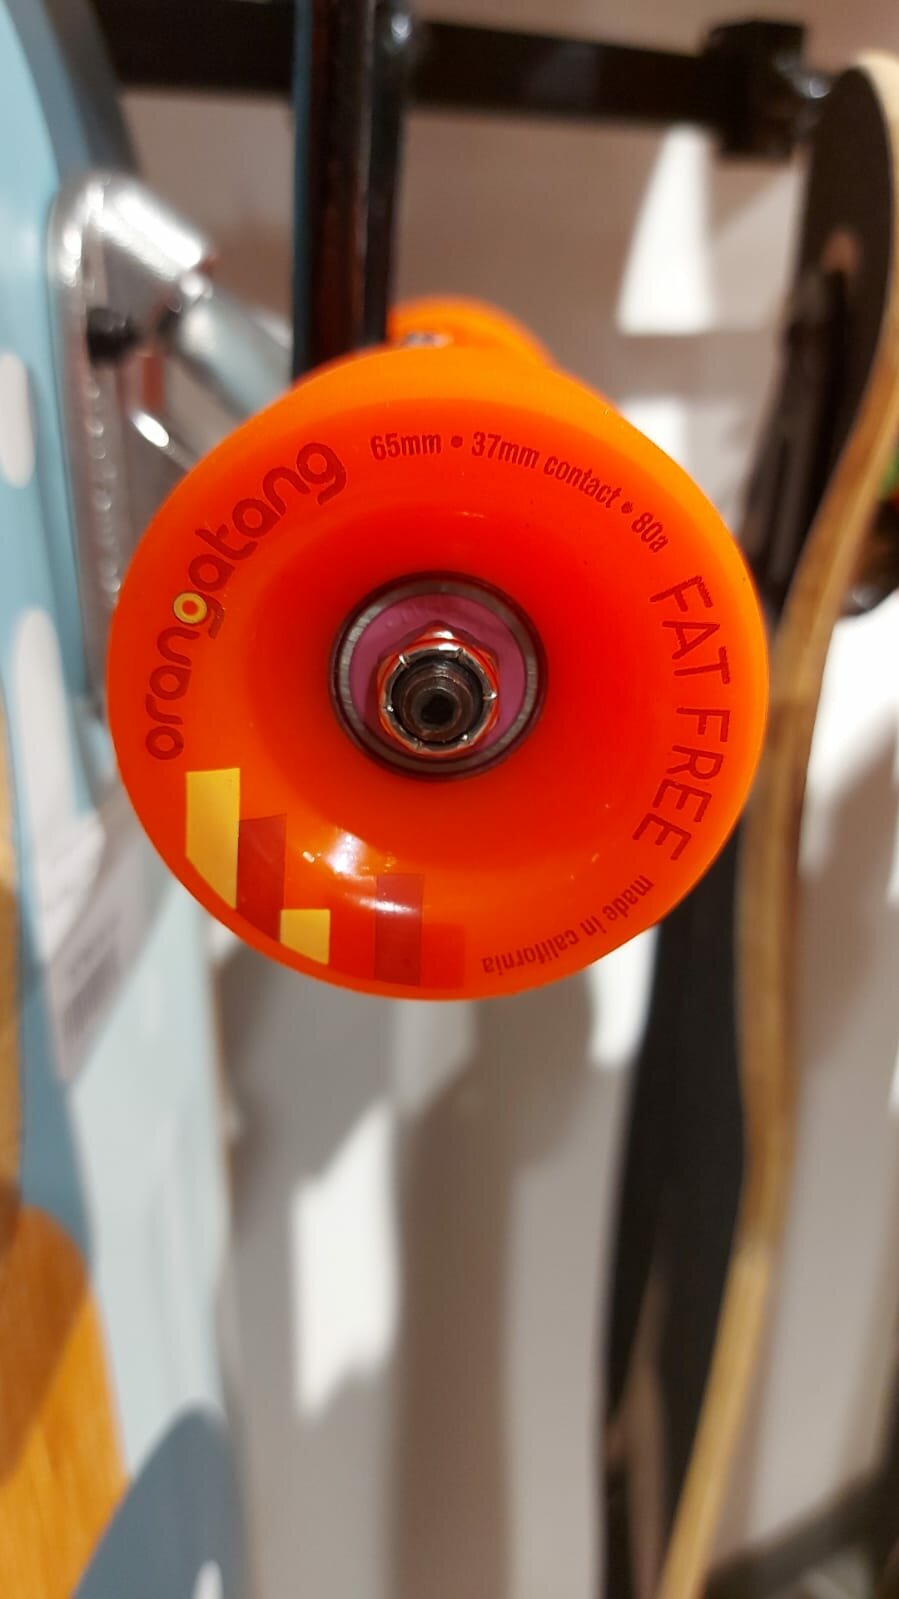 orangatang
65mm • 37mm contact • 80a
FAT FREE
made in california